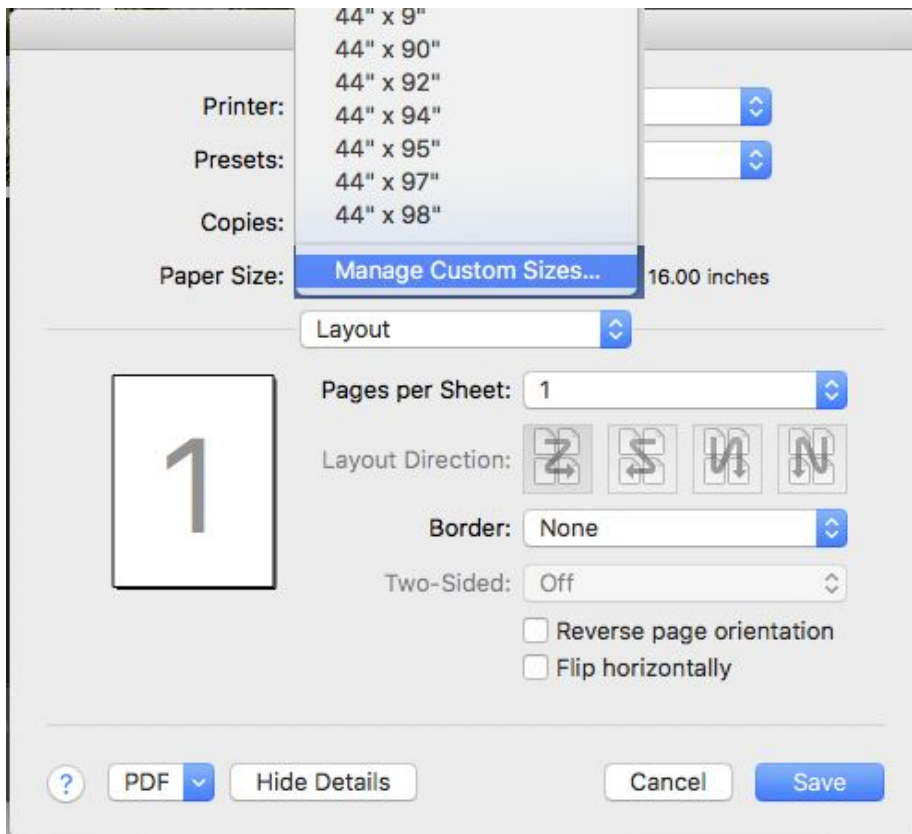 44" x 9"
44" x 90"
44" x 92"
Printer:
44" x 94"
Presets:
44" x 95"
44" x 97"
Copies:
44" x 98"
Paper Size:
Manage Custom Sizes...
16.00 inches
Layout
Pages per Sheet: 1
1
Layout Direction:
Border: None
Two-Sided: Off
Reverse page orientation
Flip horizontally
? PDF Hide Details Cancel Save